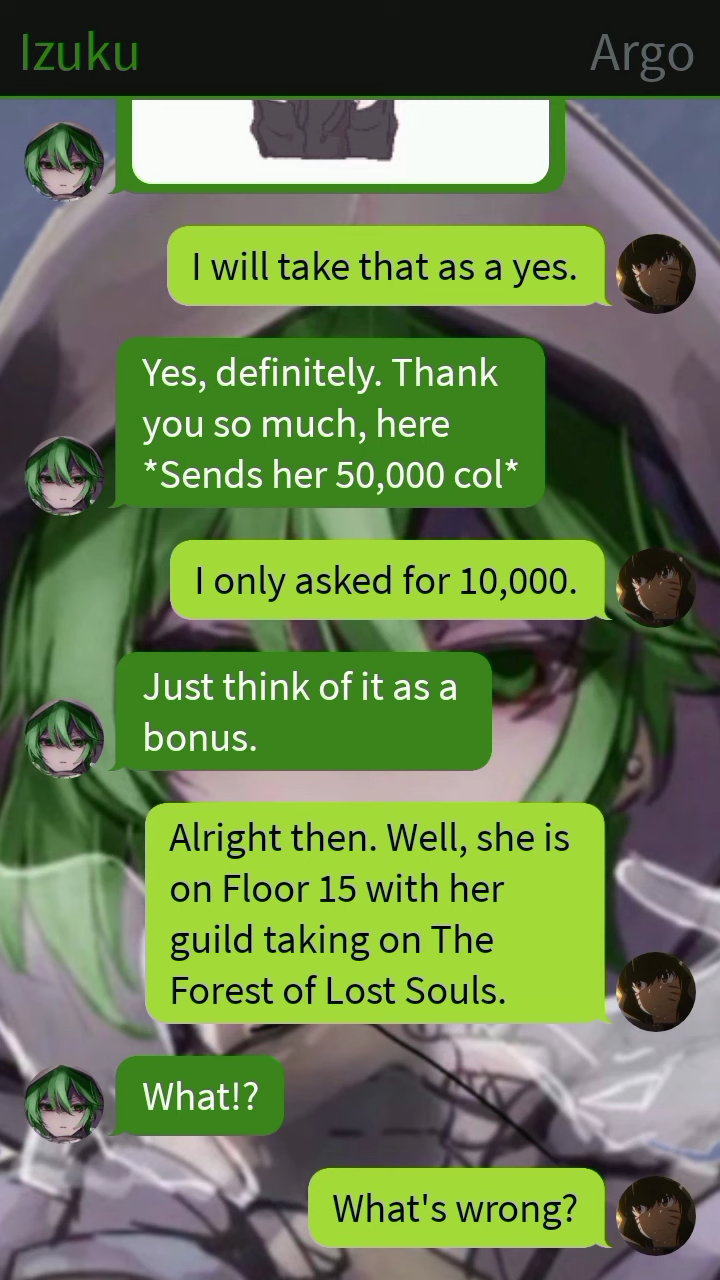 Izuku
Argo
I will take that as a yes.
Yes, definitely. Thank
you so much, here
*Sends her 50,000 col*
I only asked for 10,000.
Just think of it as a
bonus.
Alright then. Well, she is
on Floor 15 with her
guild taking on The
Forest of Lost Souls.
What!?
What's wrong?